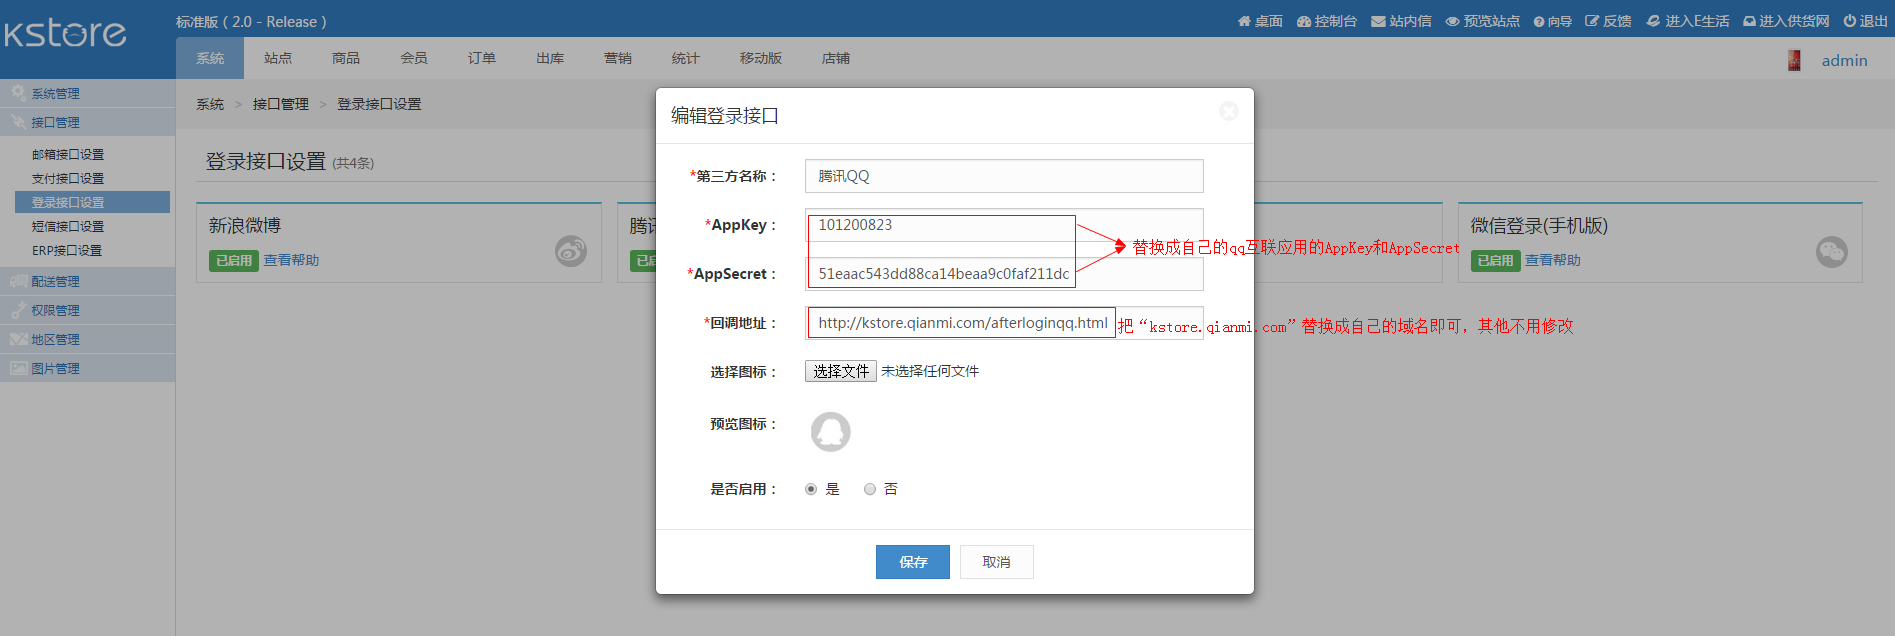 kstore
标准版 ( 2.0 - Release )
桌面 控制台 站内信 预览站点 向导 反馈 进入E生活 进入供货网 退出
系统 站点 商品 会员 订单 出库 营销 统计 移动版 店铺
admin
系统管理
接口管理
邮箱接口设置
支付接口设置
登录接口设置
短信接口设置
ERP接口设置
配送管理
权限管理
地区管理
图片管理
系统 > 接口管理 > 登录接口设置
登录接口设置 (共4条)
新浪微博
已启用 查看帮助
腾讯
已启
微信登录(手机版)
已启用 查看帮助
编辑登录接口
*第三方名称： 腾讯QQ
*AppKey： 101200823
*AppSecret： 51eaac543dd88ca14beaa9c0faf211dc
替换成自己的qq互联应用的AppKey和AppSecret
*回调地址： http://kstore.qianmi.com/afterloginqq.html
把“kstore.qianmi.com”替换成自己的域名即可，其他不用修改
选择图标： 选择文件 未选择任何文件
预览图标：
是否启用： 是 否
保存 取消